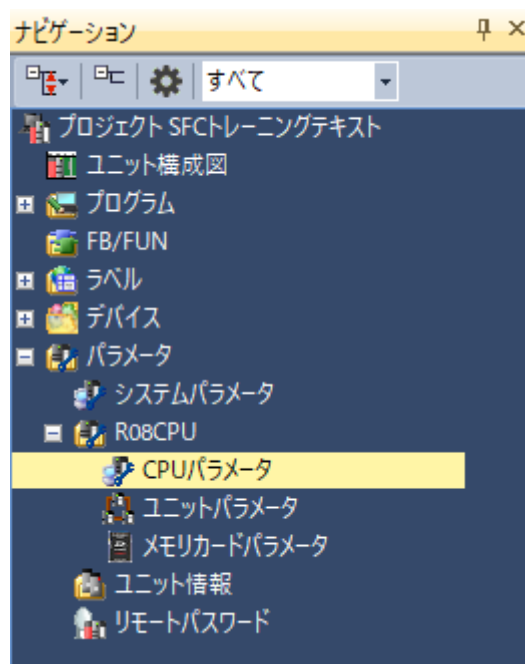 ナビゲーション
すべて
プロジェクト SFCトレーニングテキスト
ユニット構成図
プログラム
FB/FUN
ラベル
デバイス
パラメータ
システムパラメータ
R08CPU
CPUパラメータ
ユニットパラメータ
メモリカードパラメータ
ユニット情報
リモートパスワード